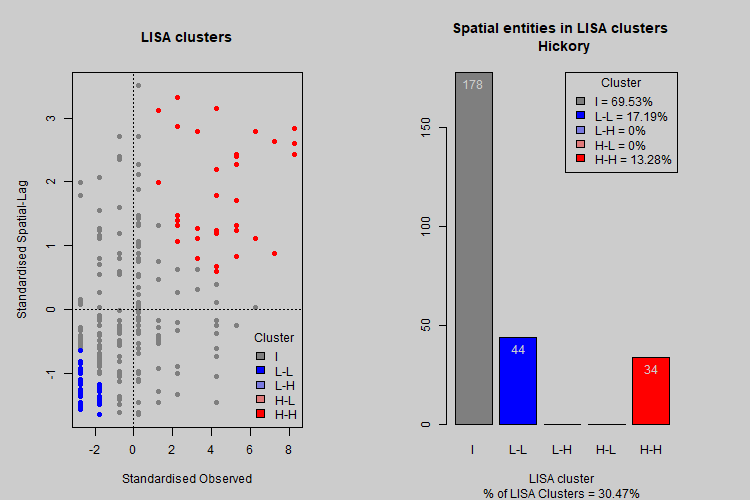 LISA clusters
3
2
1
0
-1
-2
0
2
4
6
8
Standardised Spatial-Lag
Standardised Observed
Cluster
I
L-L
L-H
H-L
H-H
Spatial entities in LISA clusters
Hickory
150
100
50
0
178
44
34
Cluster
I = 69.53%
L-L = 17.19%
L-H = 0%
H-L = 0%
H-H = 13.28%
I
L-L
L-H
H-L
H-H
LISA cluster
% of LISA Clusters = 30.47%